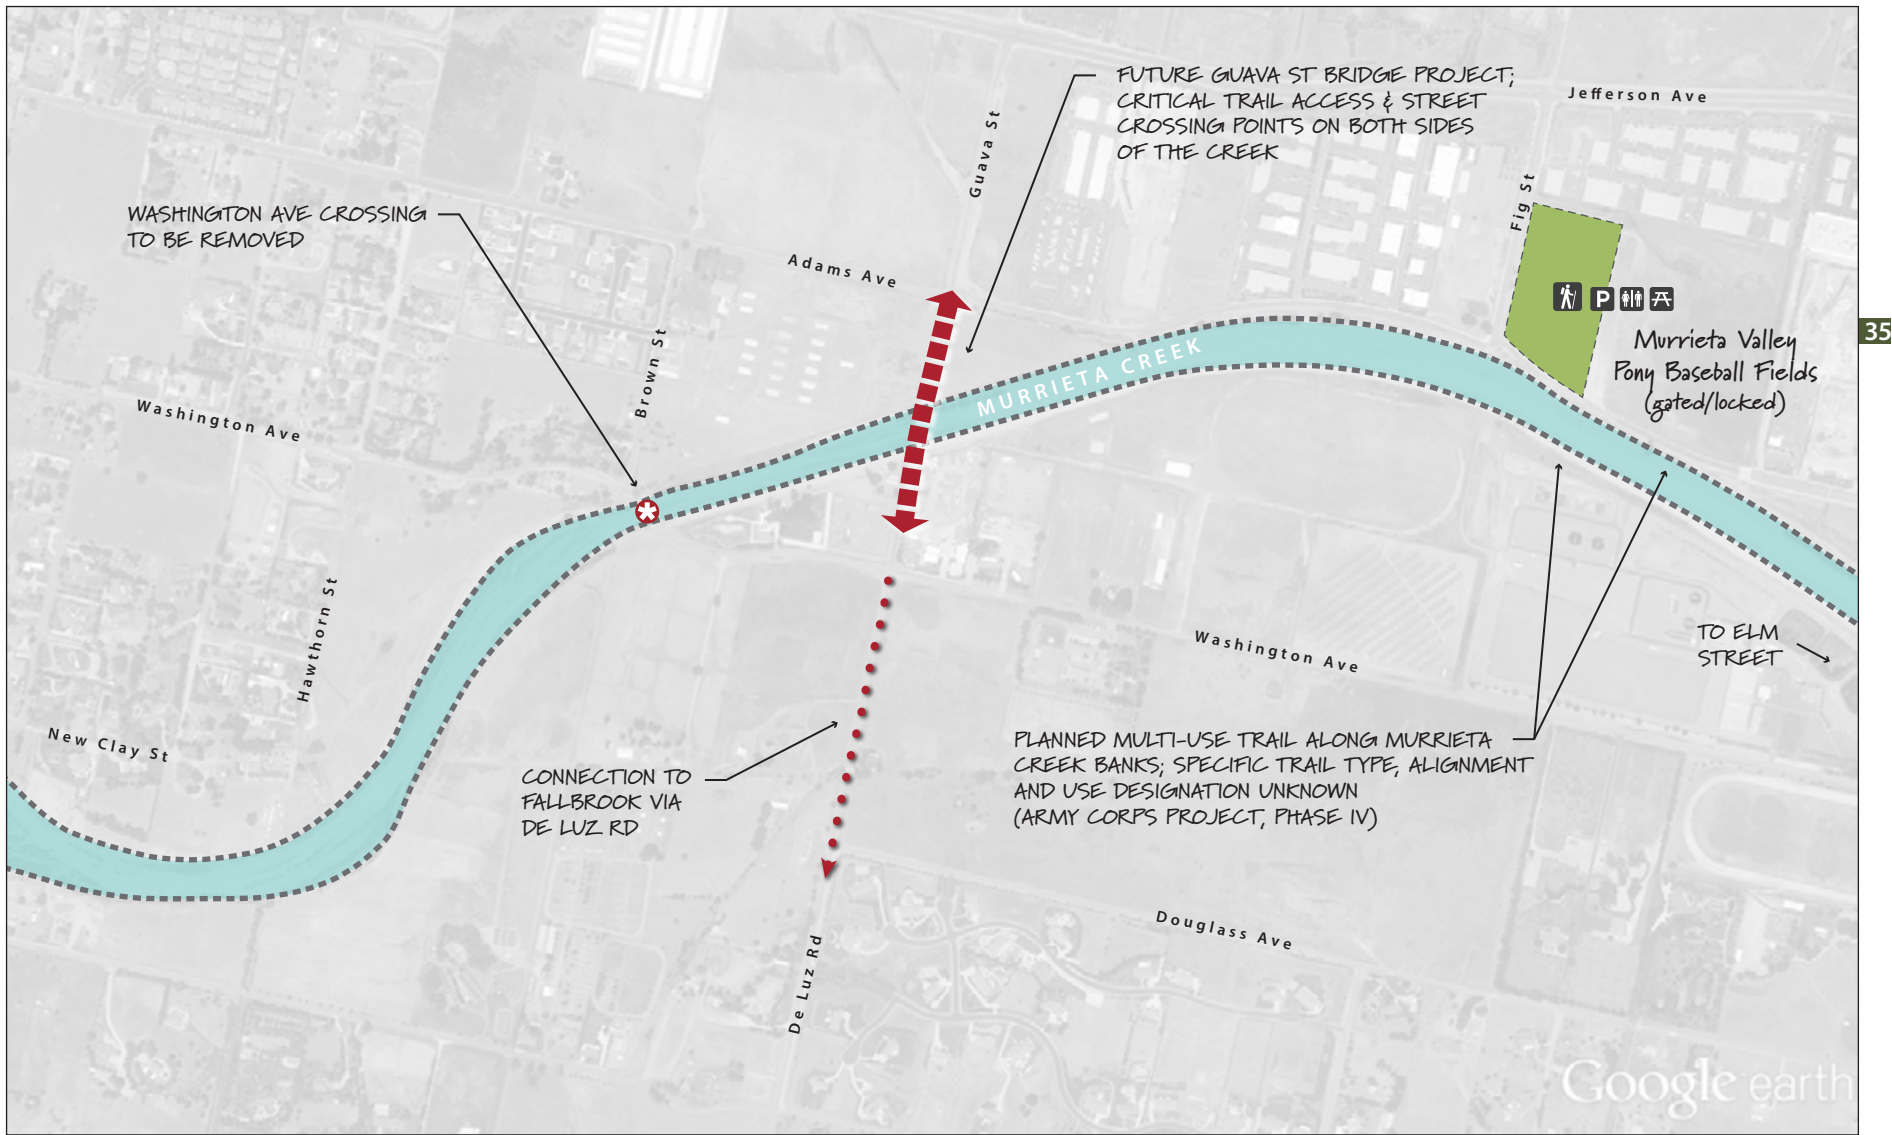 FUTURE GUAVA ST BRIDGE PROJECT;
CRITICAL TRAIL ACCESS & STREET
CROSSING POINTS ON BOTH SIDES
OF THE CREEK
Jefferson Ave
Guava St
Fig St
WASHINGTON AVE CROSSING
TO BE REMOVED
Adams Ave
P
Murrieta Valley
Pony Baseball Fields
(gated/locked)
35
Brown St
MURRIETA CREEK
Washington Ave
*
Hawthorn St
Washington Ave
TO ELM
STREET
New Clay St
CONNECTION TO
FALLBROOK VIA
DE LUZ RD
PLANNED MULTI-USE TRAIL ALONG MURRIETA
CREEK BANKS; SPECIFIC TRAIL TYPE, ALIGNMENT
AND USE DESIGNATION UNKNOWN
(ARMY CORPS PROJECT, PHASE IV)
Douglass Ave
De Luz Rd
Google earth